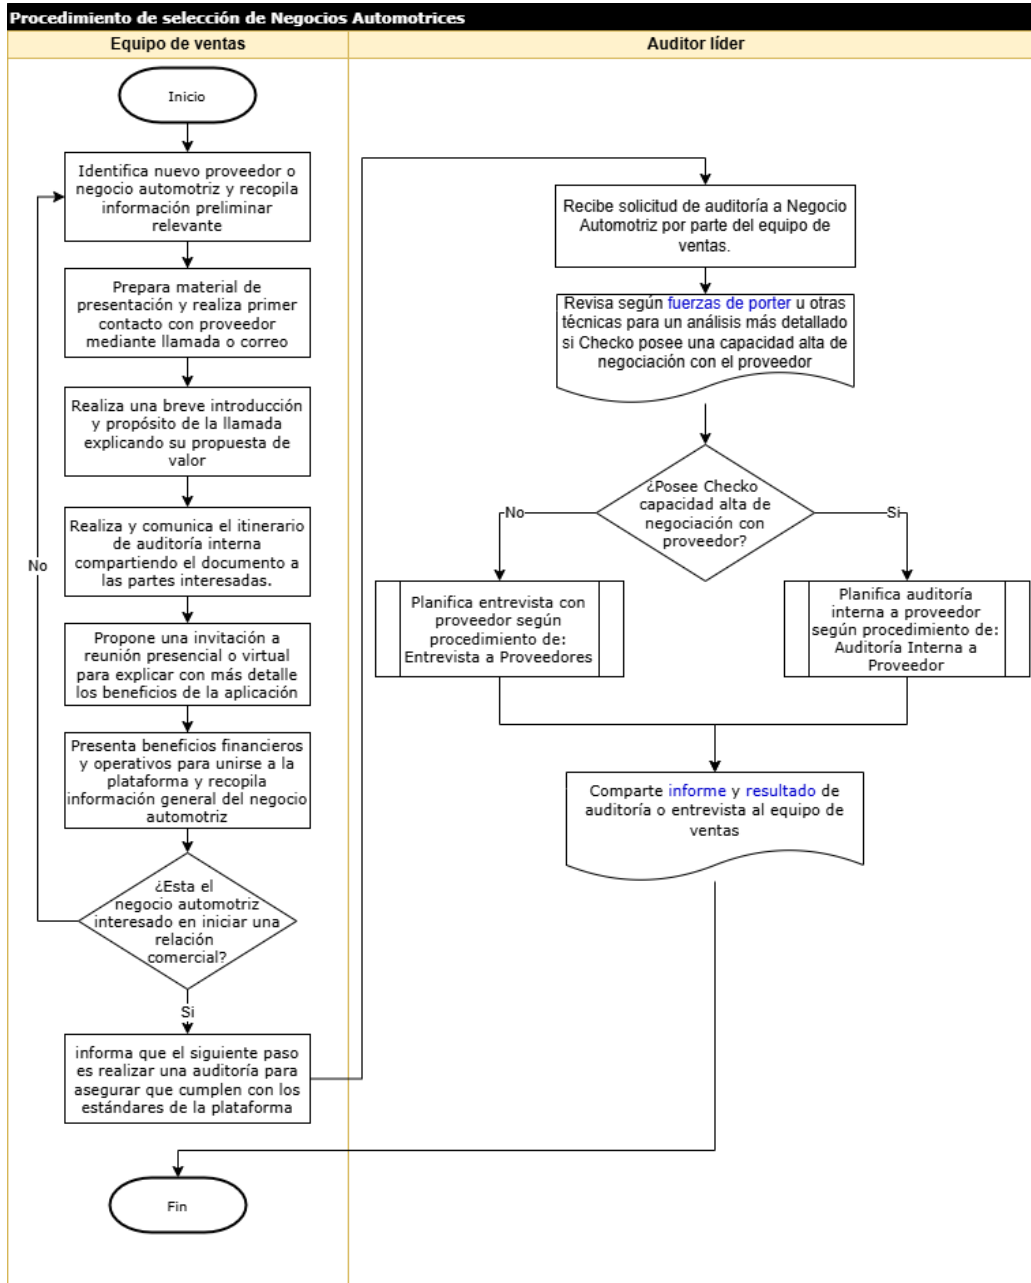 Procedimiento de selección de Negocios Automotrices
Equipo de ventas
Auditor líder
Inicio
Identifica nuevo proveedor o
negocio automotriz y recopila
información preliminar
relevante
Prepara material de
presentación y realiza primer
contacto con proveedor
mediante llamada o correo
Realiza una breve introducción
y propósito de la llamada
explicando su propuesta de
valor
Realiza y comunica el itinerario
de auditoría interna
compartiendo el documento a
las partes interesadas.
No
Propone una invitación a
reunión presencial o virtual
para explicar con más detalle
los beneficios de la aplicación
Presenta beneficios financieros
y operativos para unirse a la
plataforma y recopila
información general del negocio
automotriz
¿Esta el
negocio automotriz
interesado en iniciar una
relación
comercial?
Si
informa que el siguiente paso
es realizar una auditoría para
asegurar que cumplen con los
estándares de la plataforma
Fin
Recibe solicitud de auditoría a Negocio
Automotriz por parte del equipo de
ventas.
Revisa según fuerzas de porter u otras
técnicas para un análisis más detallado
si Checko posee una capacidad alta de
negociación con el proveedor
¿Posee Checko
capacidad alta de
negociación con
proveedor?
No
Si
Planifica entrevista con
proveedor según
procedimiento de:
Entrevista a Proveedores
Planifica auditoría
interna a proveedor
según procedimiento de:
Auditoría Interna a
Proveedor
Comparte informe y resultado de
auditoría o entrevista al equipo de
ventas